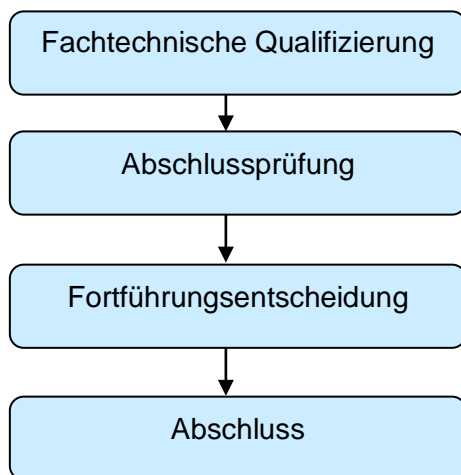 Fachtechnische Qualifizierung
Abschlussprüfung
Fortführungsentscheidung
Abschluss